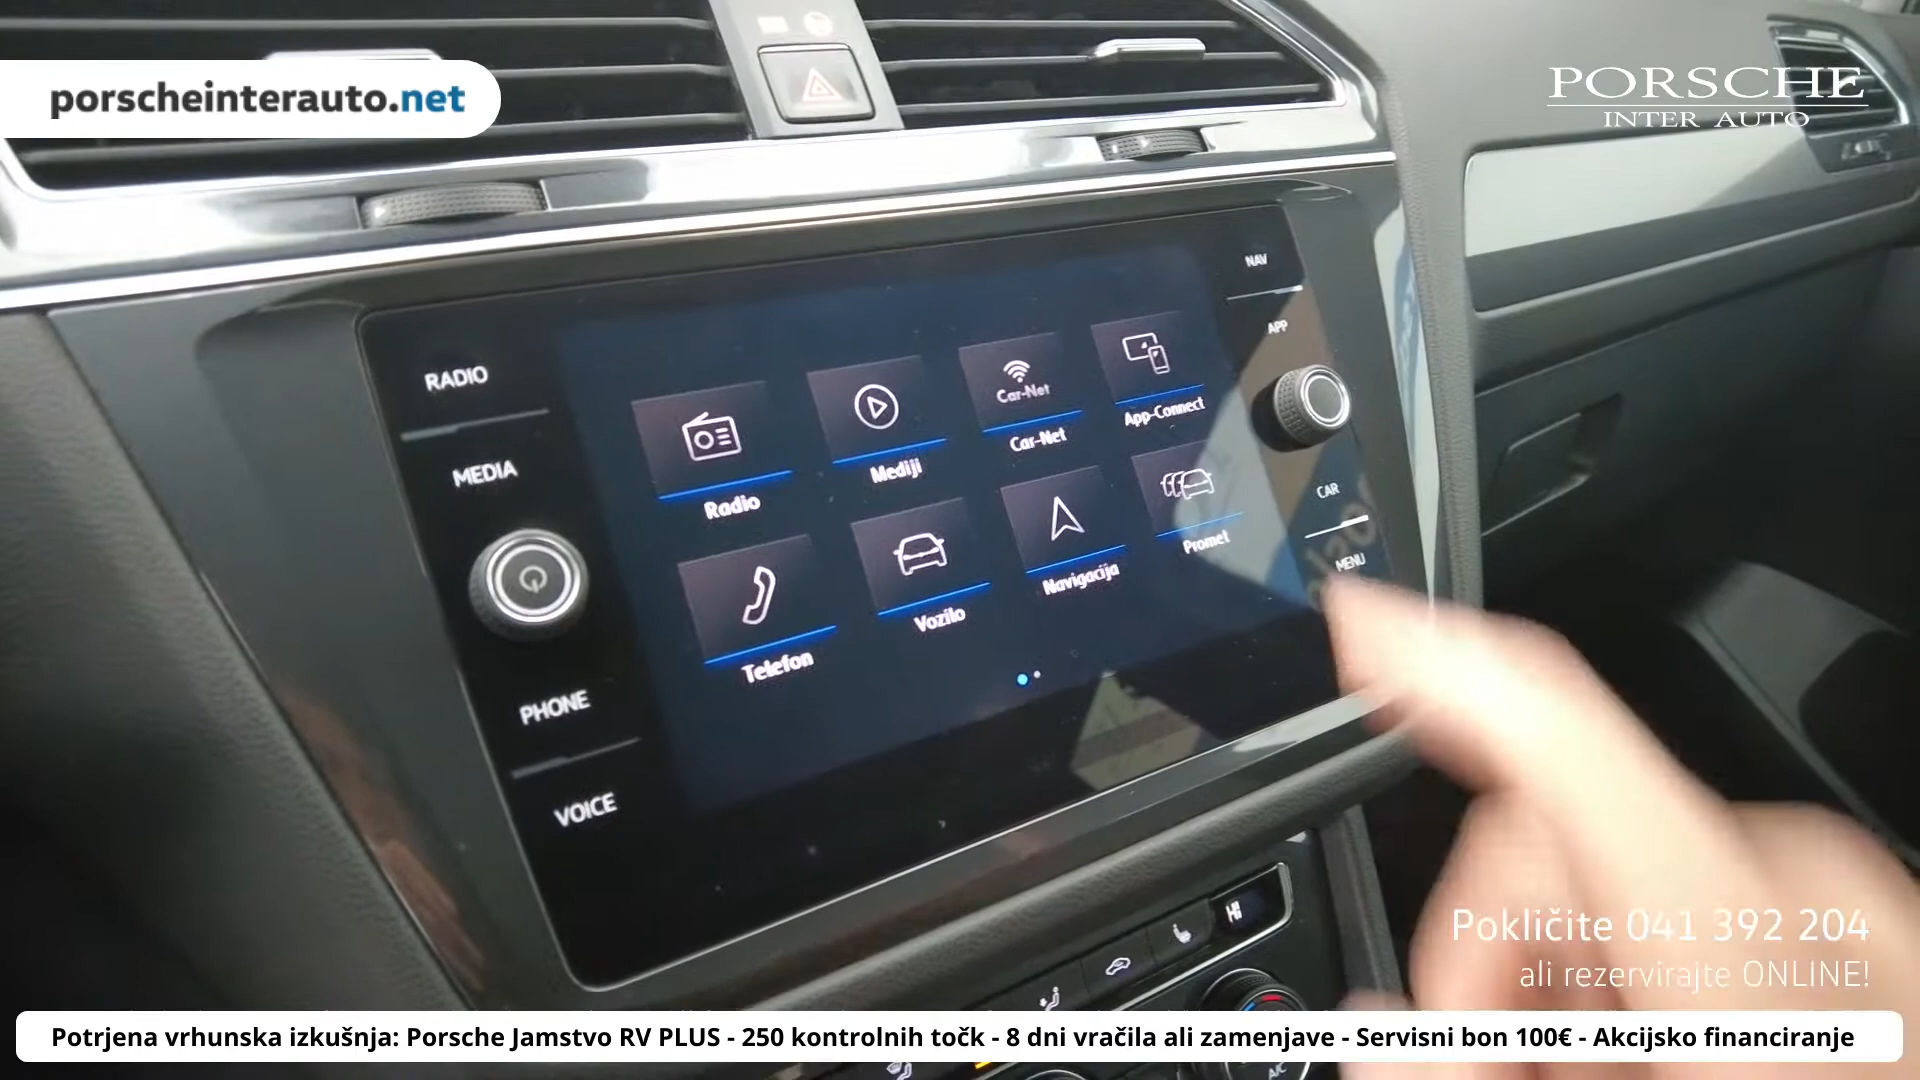 porscheinterauto.net
PORSCHE
INTER AUTO
NAV
APP
RADIO
MEDIA
Car-Net
Radio
Mediji
Car-Net
App-Connect
CAR
MENU
Telefon
Vozilo
Navigacija
Promet
PHONE
VOICE
HI
A/C
Pokličite 041 392 204
ali rezervirajte ONLINE!
Potrjena vrhunska izkušnja: Porsche Jamstvo RV PLUS - 250 kontrolnih točk - 8 dni vračila ali zamenjave - Servisni bon 100€ - Akcijsko financiranje